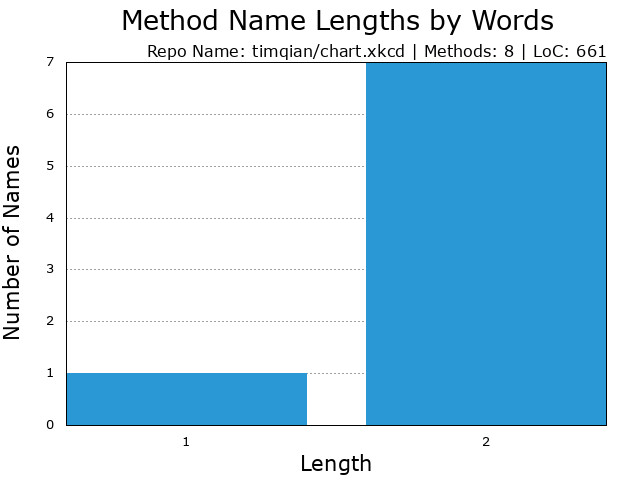 Method Name Lengths by Words
Repo Name: timqian/chart.xkcd | Methods: 8 | LoC: 661
7
6
5
4
3
2
1
0
Number of Names
1 2
Length